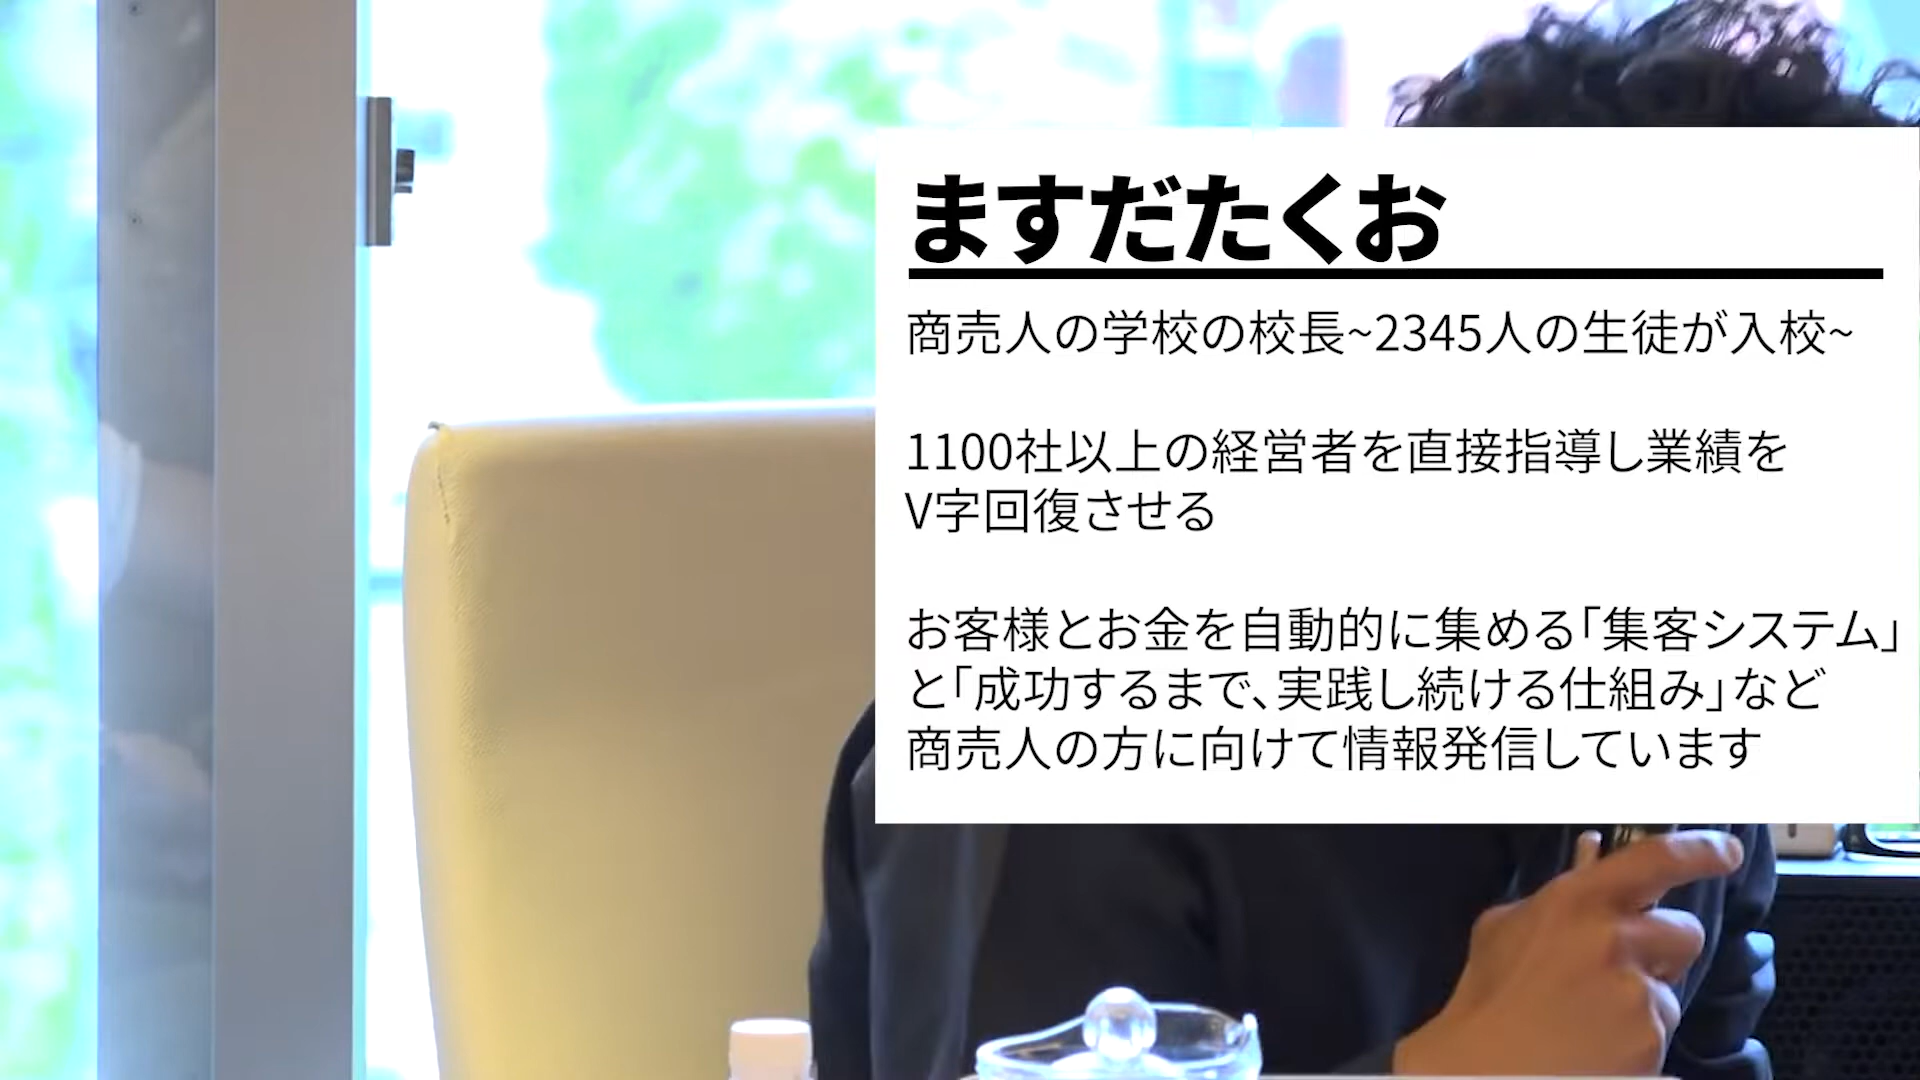 ますだたくお
商売人の学校の校長~2345人の生徒が入校~
1100社以上の経営者を直接指導し業績を
V字回復させる
お客様とお金を自動的に集める「集客システム」
と「成功するまで、実践し続ける仕組み」など
商売人の方に向けて情報発信しています